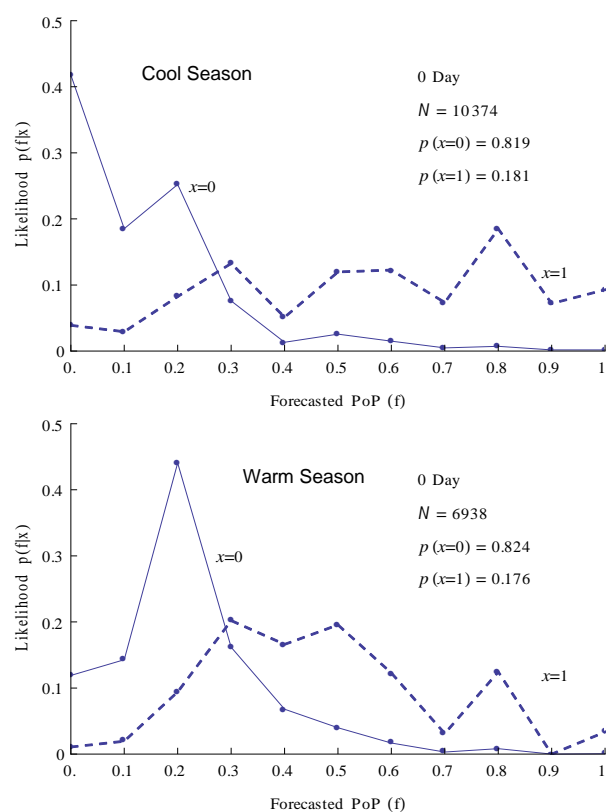 0.5
Cool Season
0 Day
0.4
N = 10374
p(x=0) = 0.819
0.3
p(x=1) = 0.181
Likelihood p(f|x)
x=0
0.2
x=1
0.1
0
0. 0.1 0.2 0.3 0.4 0.5 0.6 0.7 0.8 0.9 1
Forecasted PoP (f)
0.5
Warm Season
0 Day
0.4
N = 6938
p(x=0) = 0.824
0.3
p(x=1) = 0.176
Likelihood p(f|x)
x=0
0.2
x=1
0.1
0
0. 0.1 0.2 0.3 0.4 0.5 0.6 0.7 0.8 0.9 1
Forecasted PoP (f)